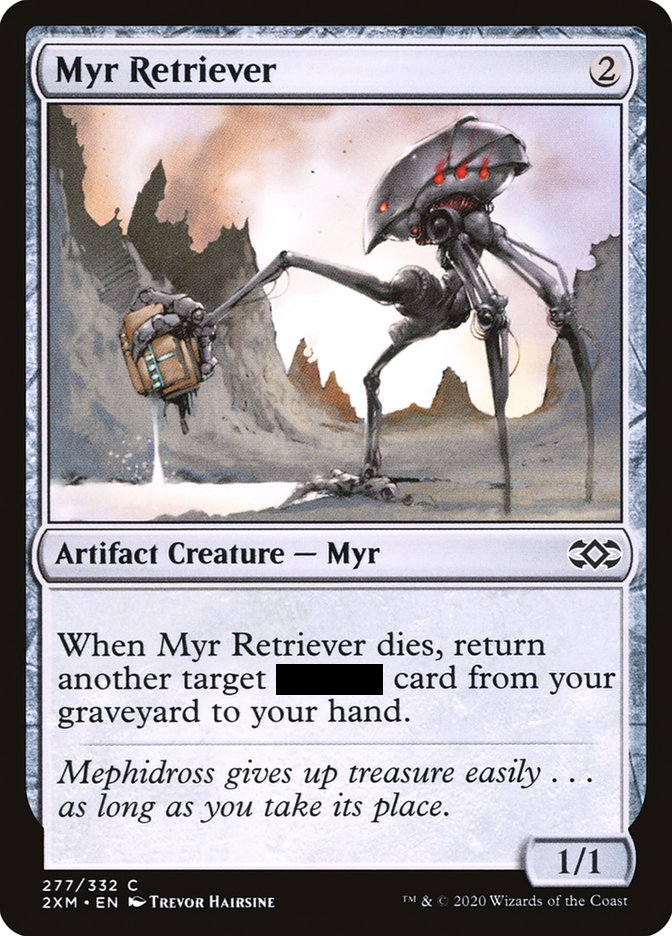 Myr Retriever
2
Artifact Creature — Myr
When Myr Retriever dies, return
another target card from your
graveyard to your hand.
Mephidross gives up treasure easily . . .
as long as you take its place.
1/1
277/332 C
2XM • EN Trevor Hairsine
™ & © 2020 Wizards of the Coast